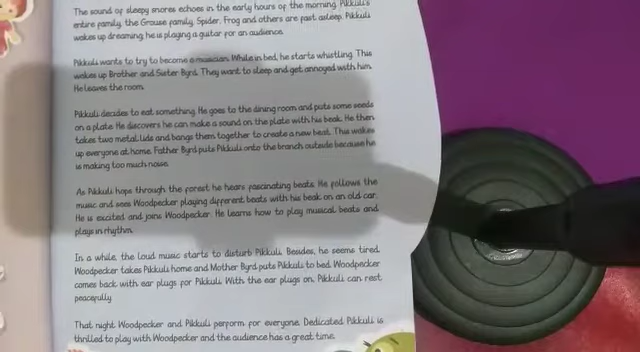 The sound of sleepy snores echoes in the early hours of the morning. Pikkuli's
entire family, the Grouse family, Spider, Frog and others are fast asleep. Pikkuli
wakes up dreaming he is playing a guitar for an audience.
Pikkuli wants to try to become a musician. While in bed, he starts whistling. This
wakes up Brother and Sister Byrd. They want to sleep and get annoyed with him.
He leaves the room.
Pikkuli decides to eat something. He goes to the dining room and puts some seeds
on a plate. He discovers he can make a sound on the plate with his beak. He then
takes two metal lids and bangs them together to create a new beat. This wakes
up everyone at home. Father Byrd puts Pikkuli onto the branch outside because he
is making too much noise.
As Pikkuli hops through the forest he hears fascinating beats. He follows the
music and sees Woodpecker playing different beats with his beak on an old car.
He is excited and joins Woodpecker. He learns how to play musical beats and
plays in rhythm.
In a while, the loud music starts to disturb Pikkuli. Besides, he seems tired.
Woodpecker takes Pikkuli home and Mother Byrd puts Pikkuli to bed. Woodpecker
comes back with ear plugs for Pikkuli. With the ear plugs on, Pikkuli can rest
peacefully.
That night Woodpecker and Pikkuli perform for everyone. Dedicated Pikkuli is
thrilled to play with Woodpecker and the audience has a great time.